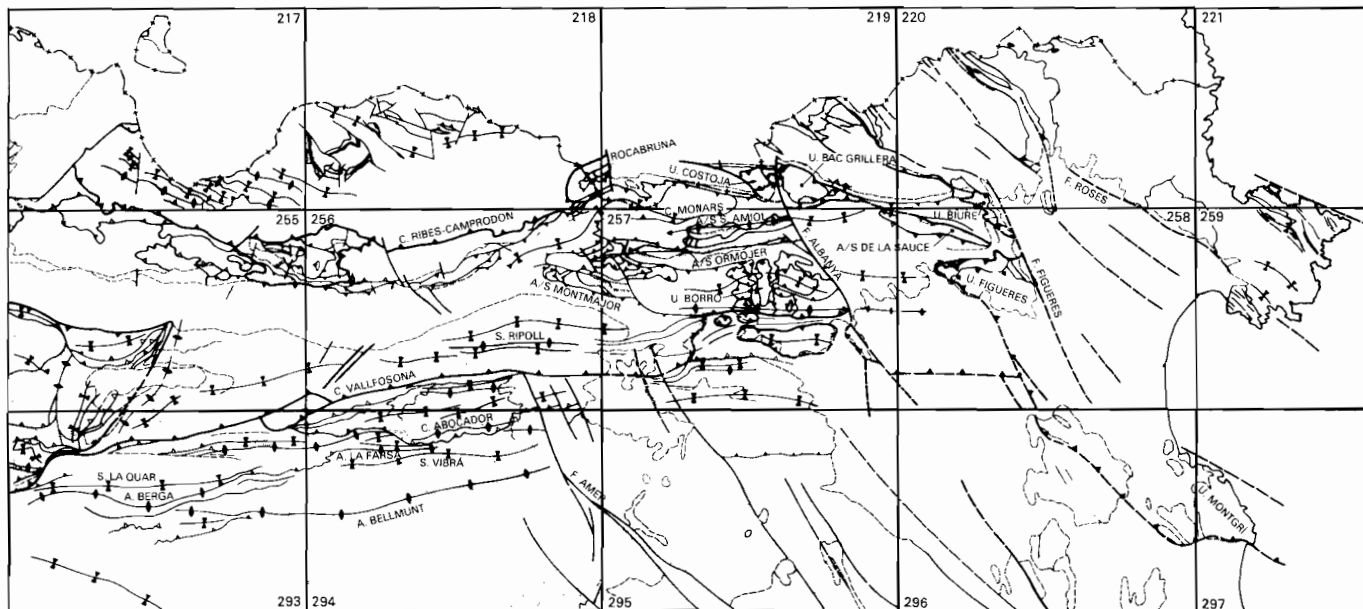 217
218
219
220
221
ROCABRUNA
U. BAC GRILLERA
U. COSTOJA
F. ROSES
255
256
257
C. MONARS
A/S S. AMIOL
U. BIURE
258
259
C. RIBES-CAMPRODON
F. ALBANYA
A/S DE LA SAUCE
A/S ORMOJER
F. FIGUERES
U. FIGUERES
A/S MONTMAJOR
U. BORRO
S. RIPOLL
C. VALLFOSONA
C. ABOCADOR
A. LA FARSA
S. VIBRA
S. LA QUAR
A. BERGA
F. AMER
U. MONTGRI
A. BELLMUNT
293
294
295
296
297